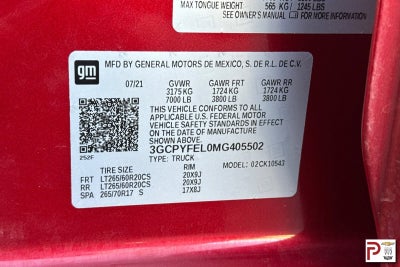 MAX TONGUE WEIGHT 565 KG / 1245 LBS
SEE OWNER'S MANUAL FOR
gm
MFD BY GENERAL MOTORS DE MEXICO, S. DE R.L. DE C.V.
07/21 GVWR GAWR FRT GAWR RR
3175 KG 1724 KG 1724 KG
7000 LB 3800 LB 3800 LB
THIS VEHICLE CONFORMS TO ALL
APPLICABLE U.S. FEDERAL MOTOR
VEHICLE SAFETY
STANDARDS IN EFFECT ON THE DATE OF
MANUFACTURE SHOWN ABOVE.
3GCPYFEL0MG405502
TYPE: TRUCK MODEL: 02CK10543
252F
TIRE SIZE RIM
FRT LT265/60R20CS 20X9J
RR LT265/60R20CS 20X9J
SPA 265/70R17 S 17X8J
P